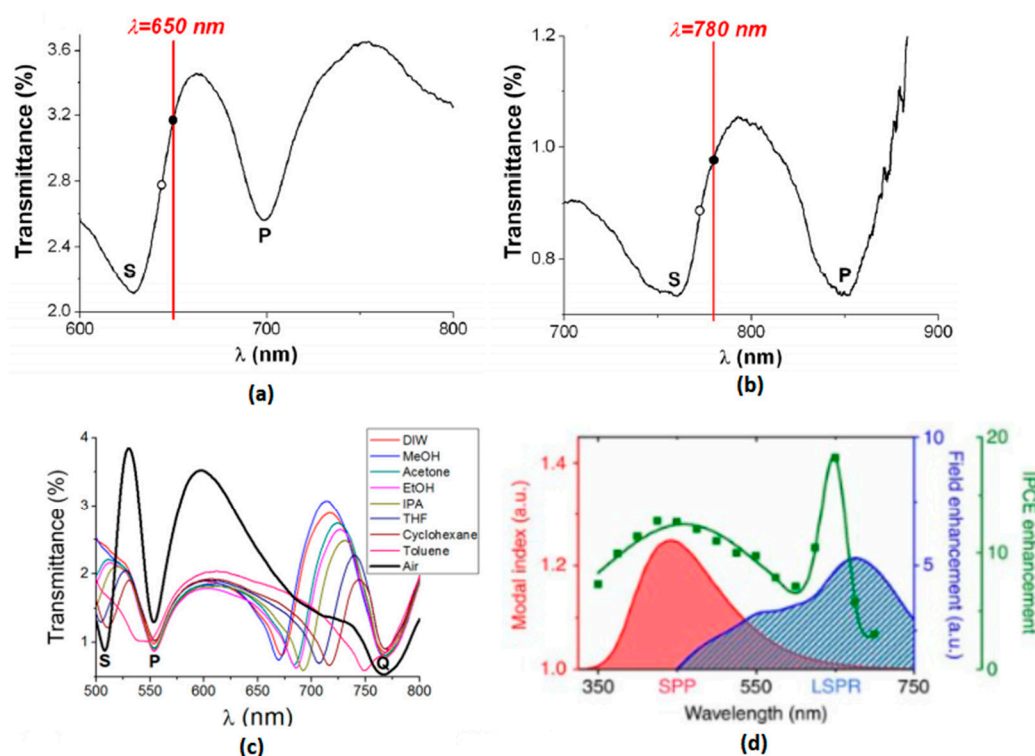 λ=650 nm
3.6
3.2
2.8
2.4
2.0
Transmittance (%)
S
P
600
700
800
λ (nm)
(a)
λ=780 nm
1.2
1.0
0.8
Transmittance (%)
S
P
700
800
900
λ (nm)
(b)
4
3
2
1
Transmittance (%)
DIW
MeOH
Acetone
EtOH
IPA
THF
Cyclohexane
Toluene
Air
S
P
Q
500
550
600
650
700
750
800
λ (nm)
(c)
1.4
1.2
1.0
Modal index (a.u.)
10
5
Field enhancement (a.u.)
20
10
0
IPCE enhancement
350
SPP
550
LSPR
750
Wavelength (nm)
(d)